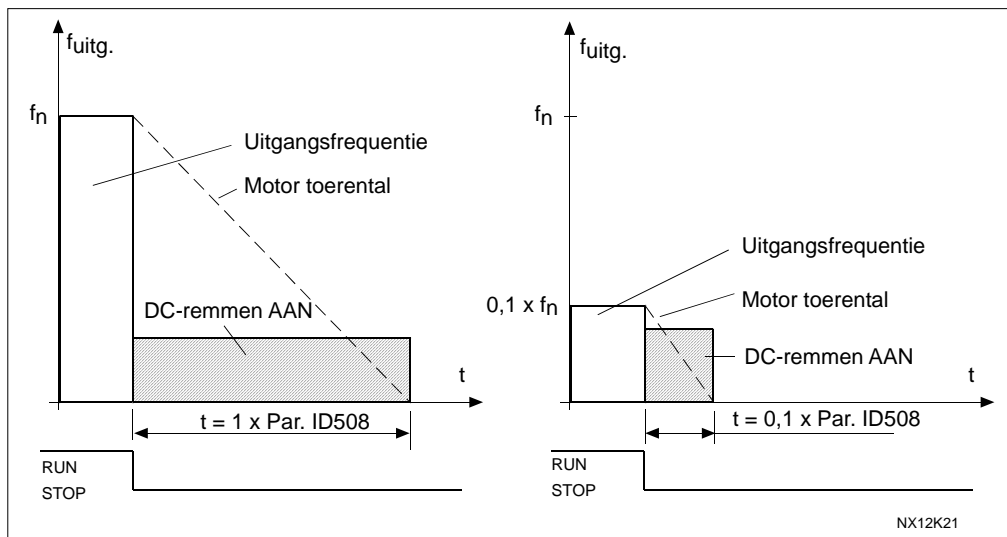 fuitg.
fn
Uitgangsfrequentie
Motor toerental
DC-remmen AAN
t
t = 1 x Par. ID508
RUN
STOP
fuitg.
fn
Uitgangsfrequentie
0,1 x fn
Motor toerental
DC-remmen AAN
t
t = 0,1 x Par. ID508
RUN
STOP
NX12K21